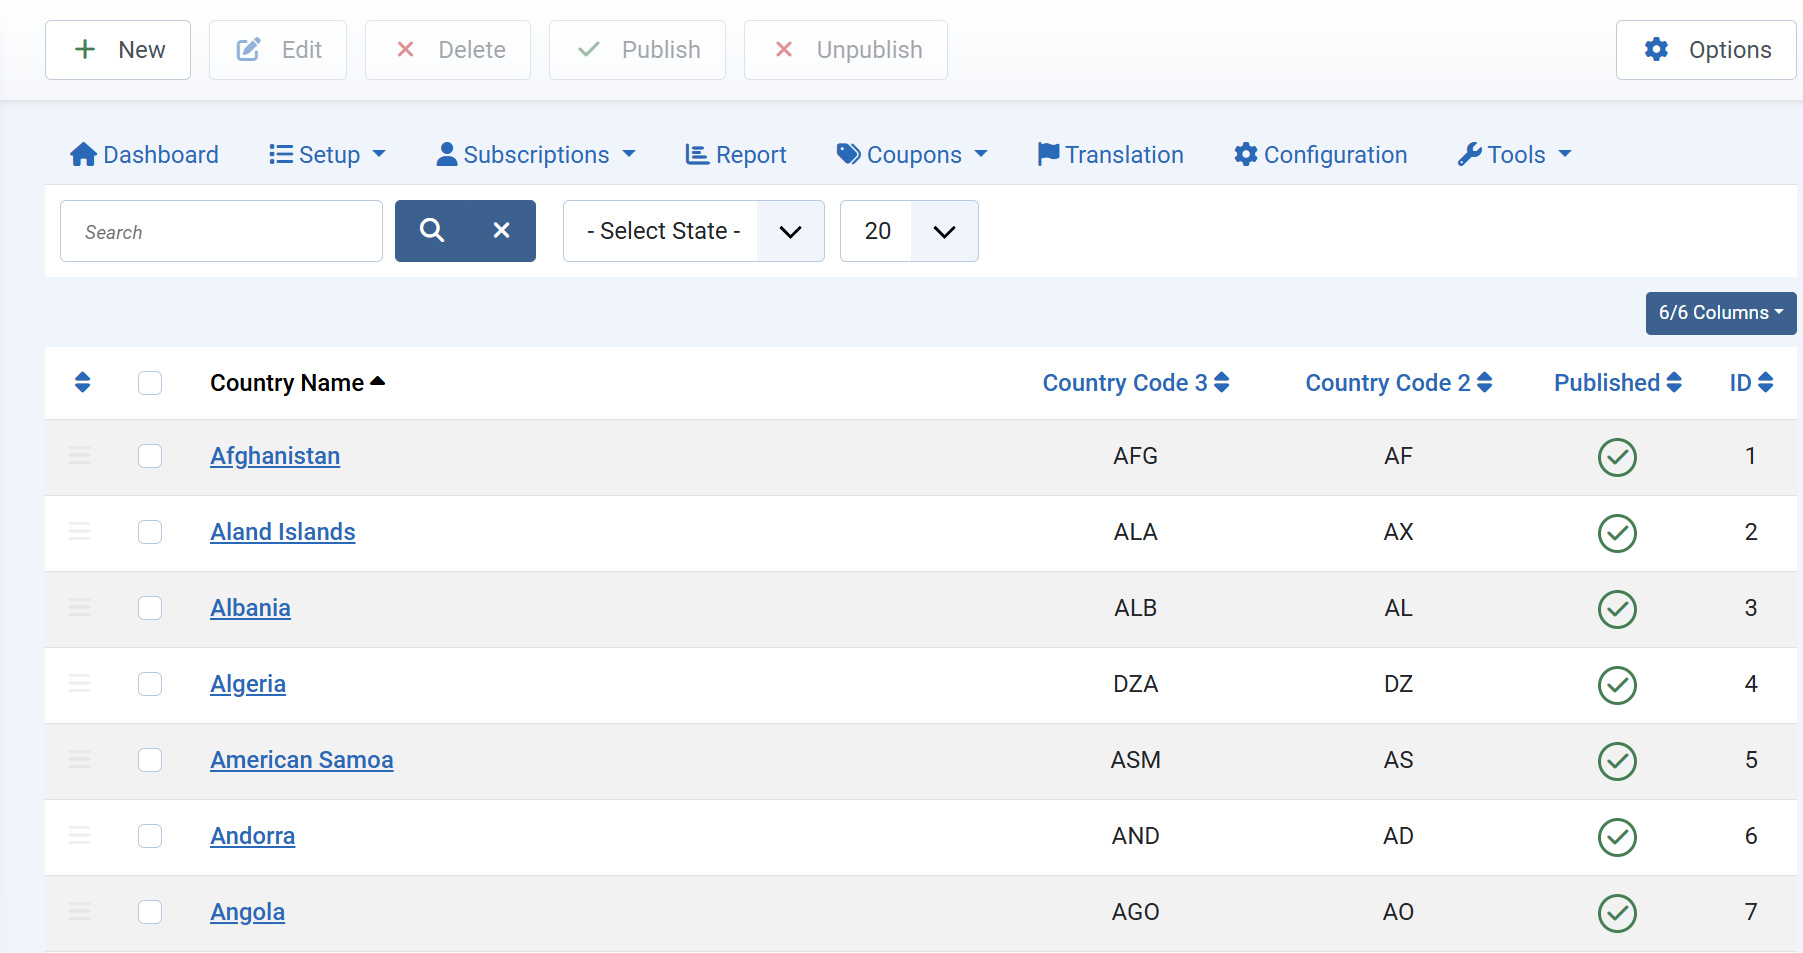 New Edit Delete Publish Unpublish Options
Dashboard Setup Subscriptions Report Coupons Translation Configuration Tools
Search - Select State - 20
6/6 Columns
Country Name Country Code 3 Country Code 2 Published ID
Afghanistan AFG AF 1
Aland Islands ALA AX 2
Albania ALB AL 3
Algeria DZA DZ 4
American Samoa ASM AS 5
Andorra AND AD 6
Angola AGO AO 7